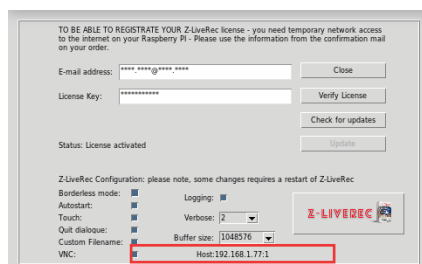 TO BE ABLE TO REGISTRATE YOUR Z-LiveRec license - you need temporary network access
to the internet on your Raspberry PI - Please use the information from the confirmation mail
on your order.
E-mail address: ****.****@****.**** Close
License Key: *********** Verify License
Check for updates
Status: License activated Update
Z-LiveRec Configuration: please note, some changes requires a restart of Z-LiveRec
Borderless mode: Logging:
Autostart:
Touch: Verbose: 2
Z-LIVEREC
Quit dialoque:
Custom Filename: Buffer size: 1048576
VNC: Host:192.168.1.77:1